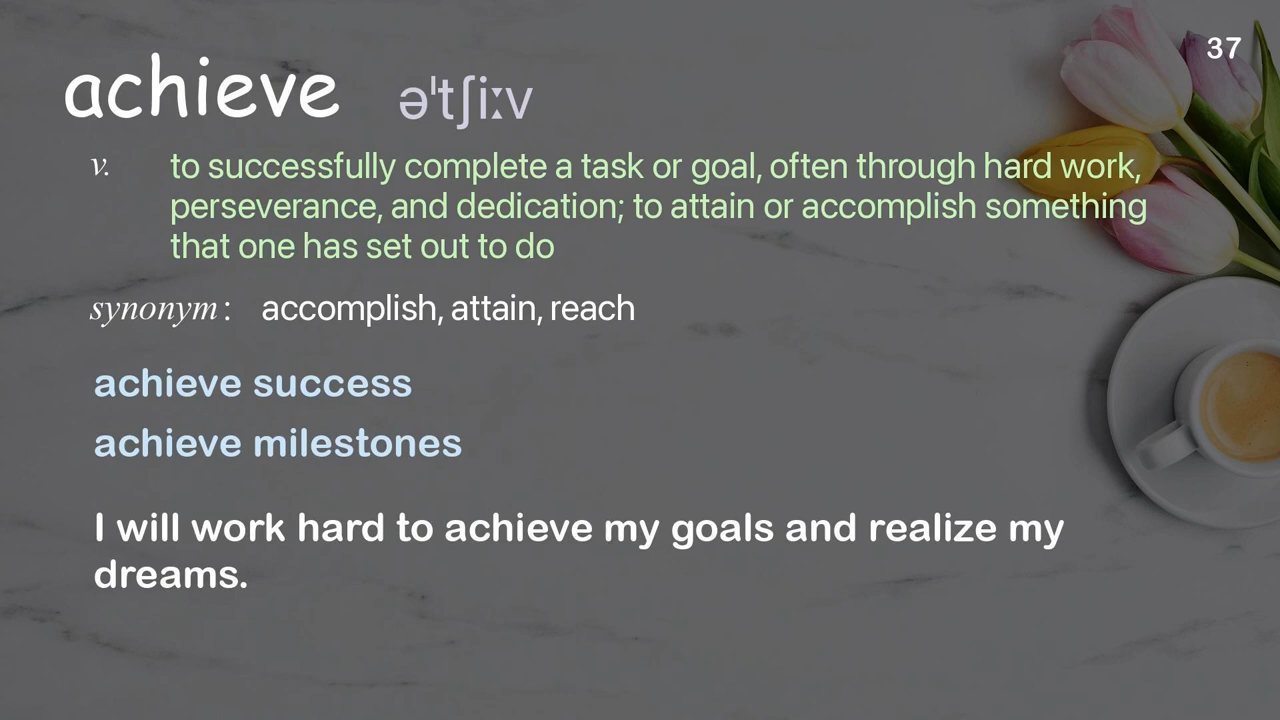 37
achieve əˈtʃiːv
v. to successfully complete a task or goal, often through hard work,
perseverance, and dedication; to attain or accomplish something
that one has set out to do
synonym: accomplish, attain, reach
achieve success
achieve milestones
I will work hard to achieve my goals and realize my
dreams.